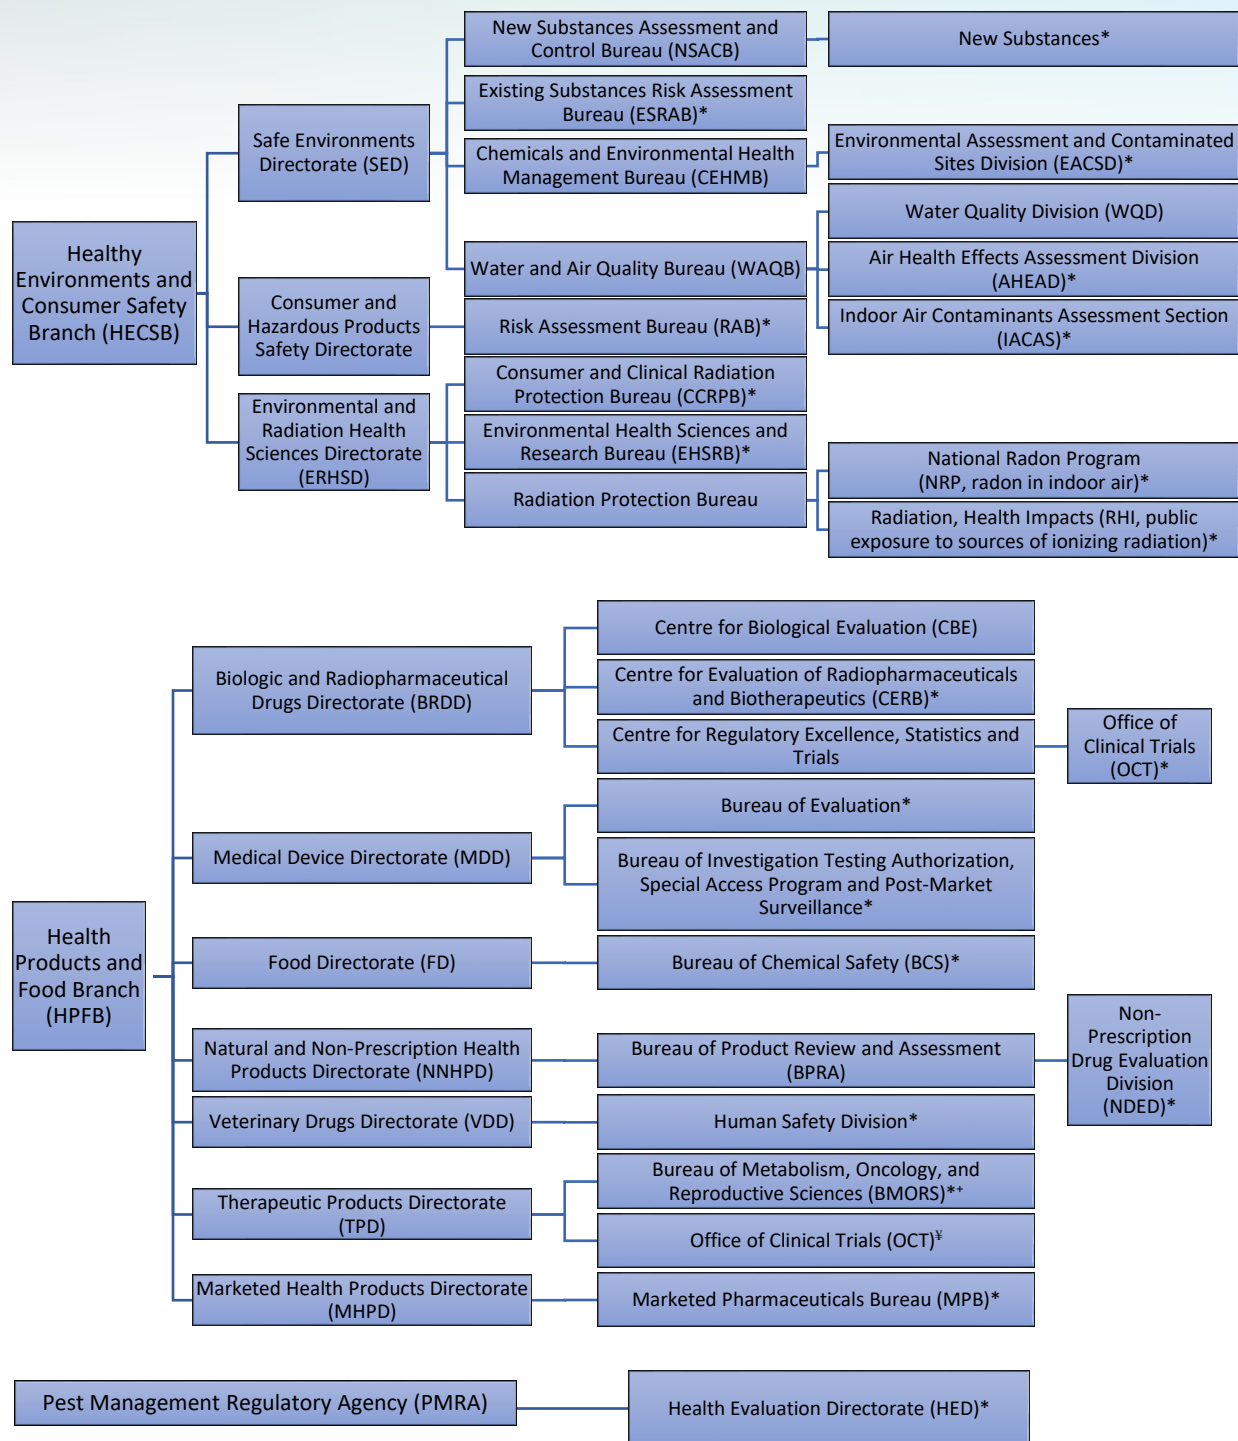 Healthy
Environments and
Consumer Safety
Branch (HECSB)
Safe Environments
Directorate (SED)
New Substances Assessment and
Control Bureau (NSACB)
New Substances*
Existing Substances Risk Assessment
Bureau (ESRAB)*
Chemicals and Environmental Health
Management Bureau (CEHMB)
Environmental Assessment and Contaminated
Sites Division (EACSD)*
Water and Air Quality Bureau (WAQB)
Water Quality Division (WQD)
Air Health Effects Assessment Division
(AHEAD)*
Indoor Air Contaminants Assessment Section
(IACAS)*
Consumer and
Hazardous Products
Safety Directorate
Risk Assessment Bureau (RAB)*
Environmental and
Radiation Health
Sciences Directorate
(ERHSD)
Consumer and Clinical Radiation
Protection Bureau (CCRPB)*
Environmental Health Sciences and
Research Bureau (EHSRB)*
Radiation Protection Bureau
National Radon Program
(NRP, radon in indoor air)*
Radiation, Health Impacts (RHI, public
exposure to sources of ionizing radiation)*
Health
Products and
Food Branch
(HPFB)
Biologic and Radiopharmaceutical
Drugs Directorate (BRDD)
Centre for Biological Evaluation (CBE)
Centre for Evaluation of Radiopharmaceuticals
and Biotherapeutics (CERB)*
Centre for Regulatory Excellence, Statistics and
Trials
Office of
Clinical Trials
(OCT)*
Medical Device Directorate (MDD)
Bureau of Evaluation*
Bureau of Investigation Testing Authorization,
Special Access Program and Post-Market
Surveillance*
Food Directorate (FD)
Bureau of Chemical Safety (BCS)*
Natural and Non-Prescription Health
Products Directorate (NNHPD)
Bureau of Product Review and Assessment
(BPRA)
Non-
Prescription
Drug Evaluation
Division
(NDED)*
Veterinary Drugs Directorate (VDD)
Human Safety Division*
Therapeutic Products Directorate
(TPD)
Bureau of Metabolism, Oncology, and
Reproductive Sciences (BMORS)*⁺
Office of Clinical Trials (OCT)¥
Marketed Health Products Directorate
(MHPD)
Marketed Pharmaceuticals Bureau (MPB)*
Pest Management Regulatory Agency (PMRA)
Health Evaluation Directorate (HED)*